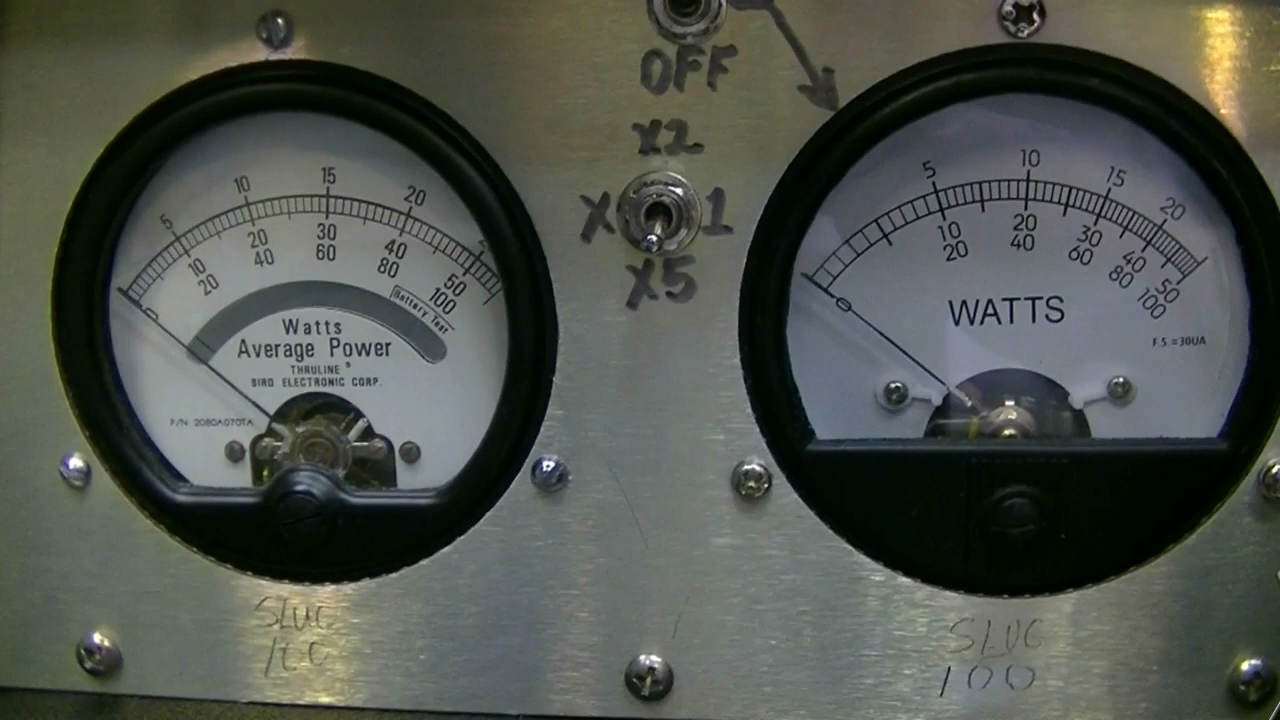 OFF
X2
X 1
X5
5 10 15 20
10 20 30 40 50
20 40 60 80 100
0
Battery Test
Watts
Average Power
THRULINE ®
BIRD ELECTRONIC CORP.
P/N 2080A070TA
5 10 15 20
10 20 30 40 50
20 40 60 80 100
0
WATTS
F.S.=30UA
SLUG
100
SLUG
100